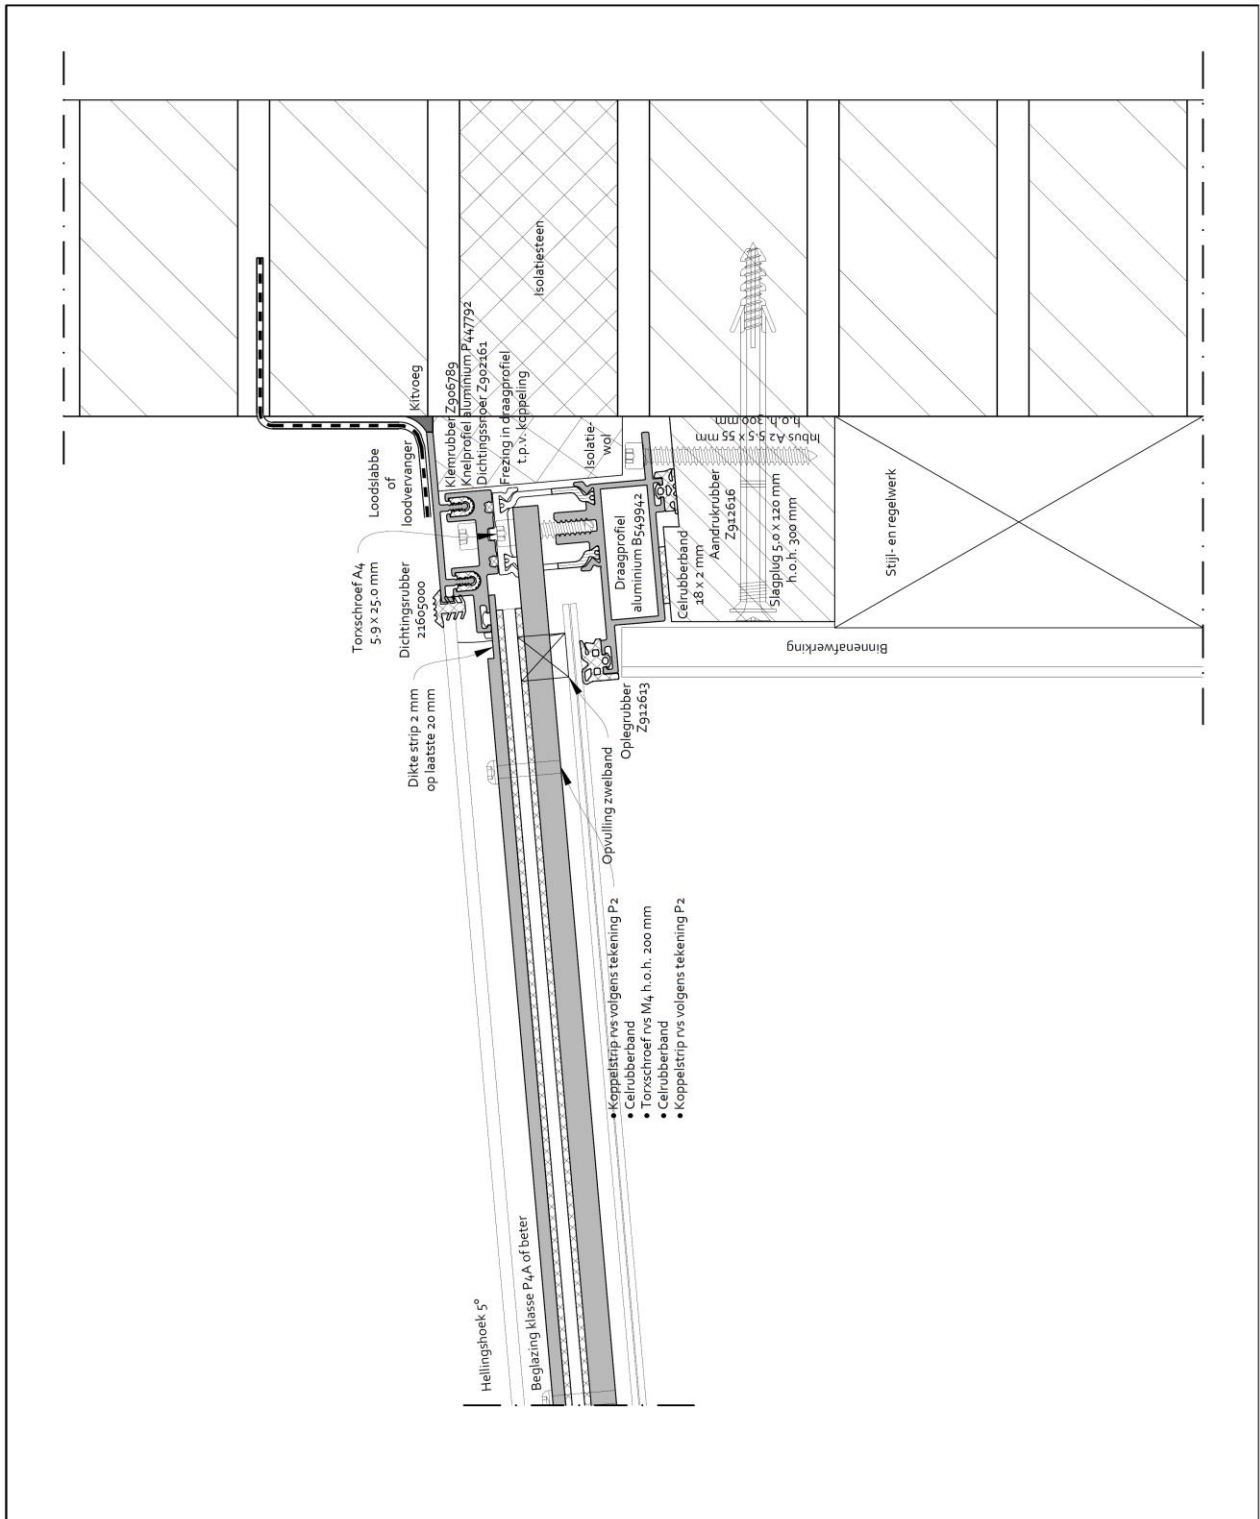 Loodslabbe
of
loodvervanger
Kitvoeg
Torxschroef A4
5.9 x 25.0 mm
Dichtingsrubber
21605000
Dikte strip 2 mm
op laatste 20 mm
Klemrubber Z906789
Knelprofiel aluminium P447792
Dichtingssnoer Z902161
Frezing in draagprofiel
t.p.v. koppeling
Isolatiesteen
Isolatie-
wol
Hellingshoek 5°
Beglazing klasse P4A of beter
Opvulling zwelband
Oplegrubber
Z912613
Draagprofiel
aluminium B549942
Celrubberband
18 x 2 mm
Aandrukrubber
Z912616
Inbus A2 5.5 x 55 mm
h.o.h. 300 mm
Slagplug 5.0 x 120 mm
h.o.h. 300 mm
• Koppelstrip rvs volgens tekening P2
• Celrubberband
• Torxschroef rvs M4 h.o.h. 200 mm
• Celrubberband
• Koppelstrip rvs volgens tekening P2
Binnenafwerking
Stijl- en regelwerk